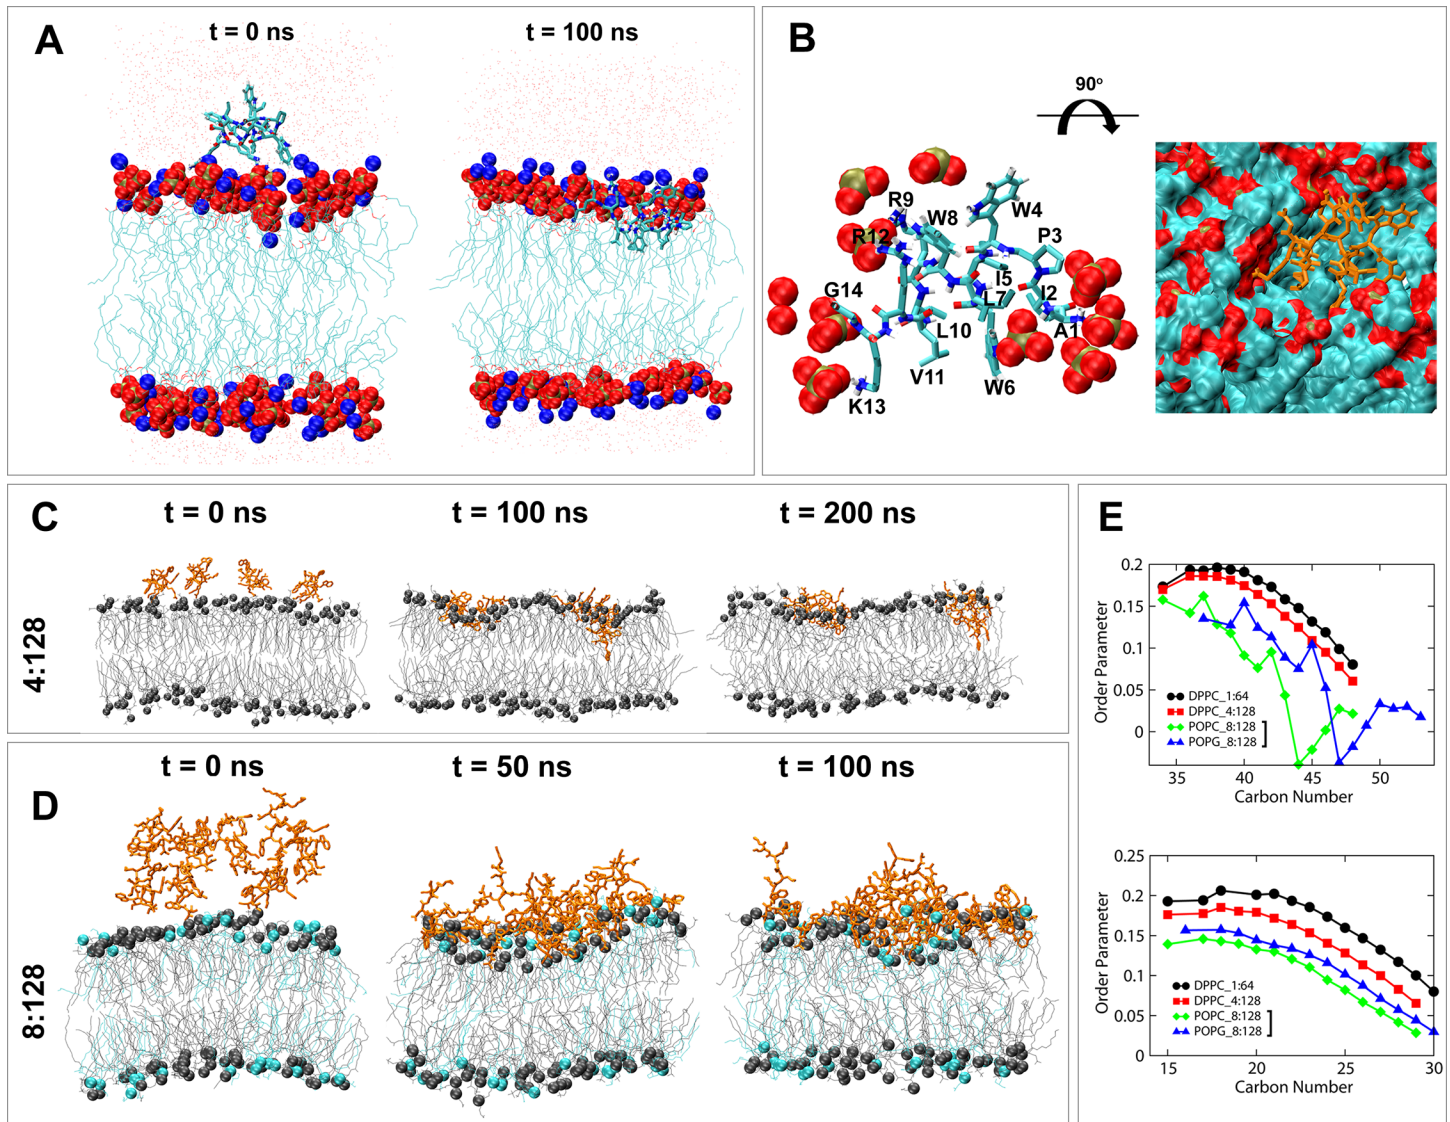 A
t = 0 ns
t = 100 ns
B
90°
R9
W8
W4
R12
P3
G14
I5
I2
L7
L10
A1
V11
W6
K13
C
t = 0 ns
t = 100 ns
t = 200 ns
4:128
D
t = 0 ns
t = 50 ns
t = 100 ns
8:128
E
Order Parameter
0.2
0.15
0.1
0.05
0
DPPC_1:64
DPPC_4:128
POPC_8:128
POPG_8:128
35 40 45 50
Carbon Number
Order Parameter
0.25
0.2
0.15
0.1
0.05
0
DPPC_1:64
DPPC_4:128
POPC_8:128
POPG_8:128
15 20 25 30
Carbon Number